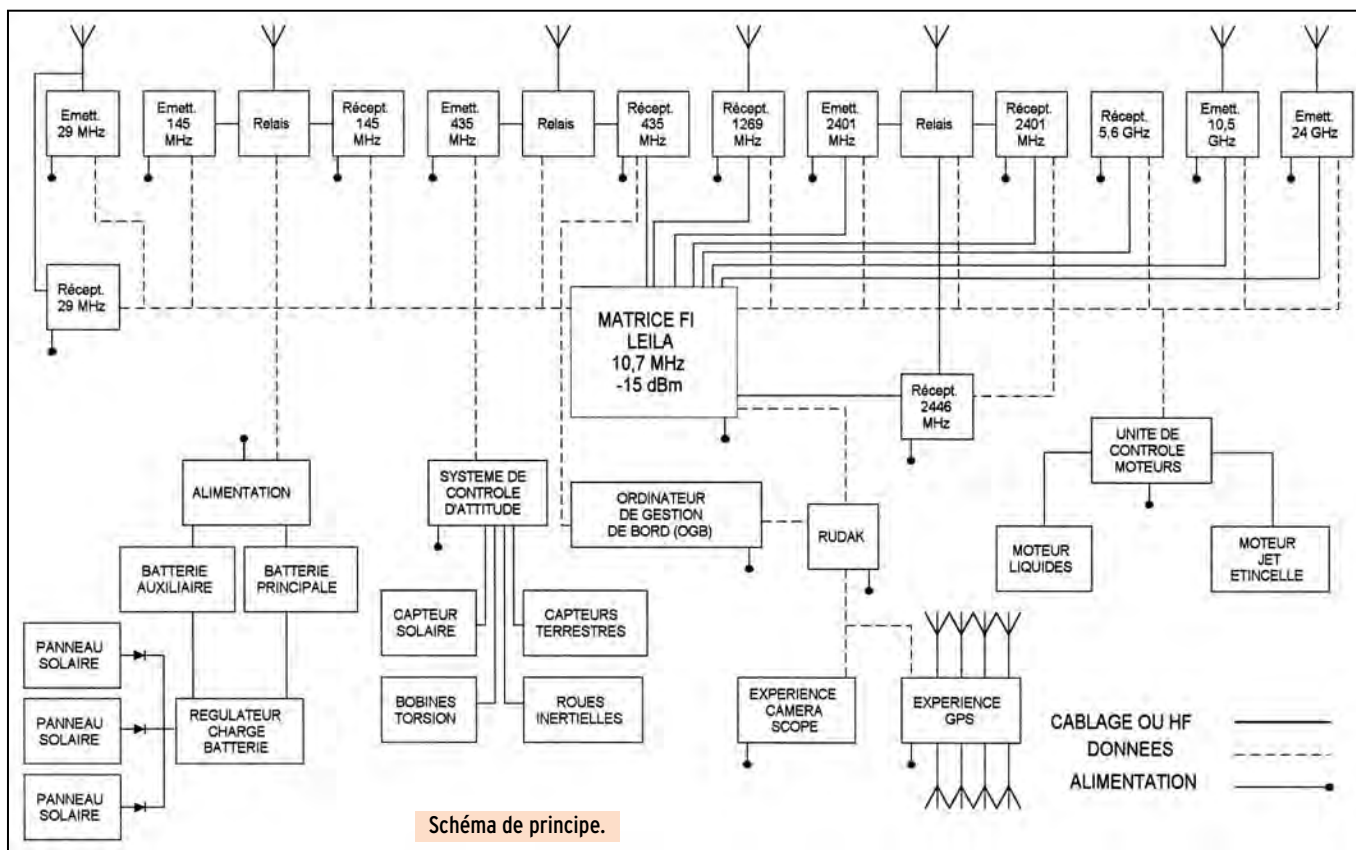 Emett.
29 MHz
Emett.
145
MHz
Relais
Récept.
145
MHz
Emett.
435
MHz
Relais
Récept.
435
MHz
Récept.
1269
MHz
Emett.
2401
MHz
Relais
Récept.
2401
MHz
Récept.
5,6 GHz
Emett.
10,5
GHz
Emett.
24 GHz
Récept.
29 MHz
MATRICE FI
LEILA
10,7 MHz
-15 dBm
Récept.
2446
MHz
UNITE DE
CONTROLE
MOTEURS
ALIMENTATION
SYSTEME DE
CONTROLE
D'ATTITUDE
ORDINATEUR
DE GESTION
DE BORD (OGB)
RUDAK
MOTEUR
LIQUIDES
MOTEUR
JET
ETINCELLE
BATTERIE
AUXILIAIRE
BATTERIE
PRINCIPALE
CAPTEUR
SOLAIRE
CAPTEURS
TERRESTRES
PANNEAU
SOLAIRE
PANNEAU
SOLAIRE
PANNEAU
SOLAIRE
REGULATEUR
CHARGE
BATTERIE
BOBINES
TORSION
ROUES
INERTIELLES
EXPERIENCE
CAMERA
SCOPE
EXPERIENCE
GPS
CABLAGE OU HF
DONNEES
ALIMENTATION
Schéma de principe.